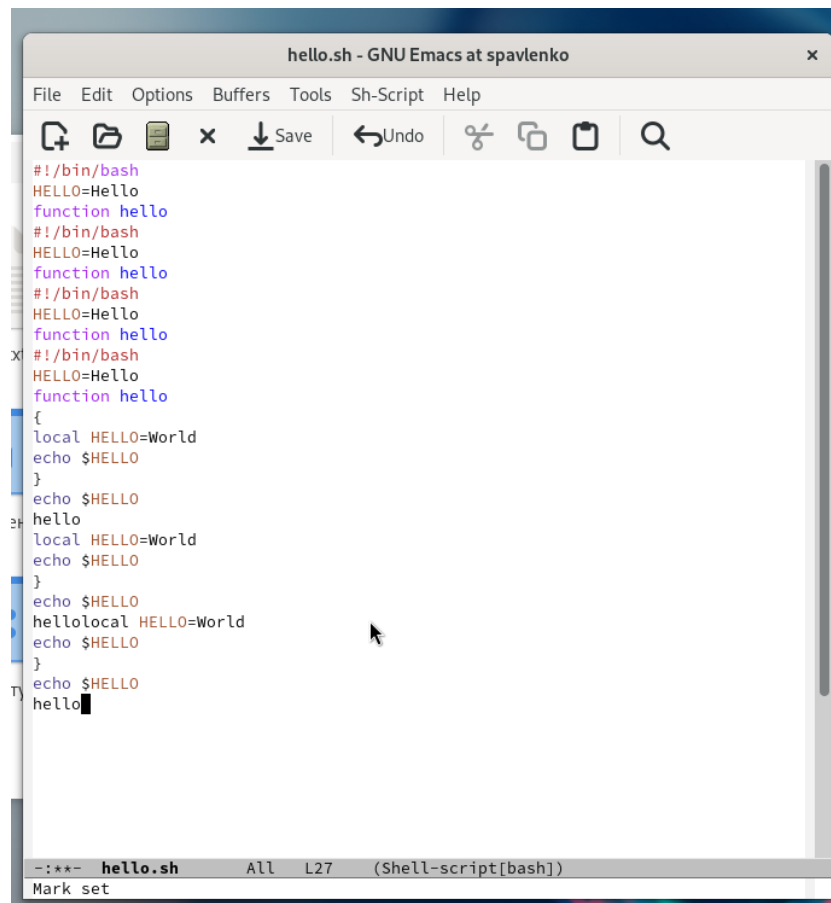 hello.sh - GNU Emacs at spavlenko ×
File Edit Options Buffers Tools Sh-Script Help
Save Undo
#!/bin/bash
HELLO=Hello
function hello
#!/bin/bash
HELLO=Hello
function hello
#!/bin/bash
HELLO=Hello
function hello
#!/bin/bash
HELLO=Hello
function hello
{
local HELLO=World
echo $HELLO
}
echo $HELLO
hello
local HELLO=World
echo $HELLO
}
echo $HELLO
hellolocal HELLO=World
echo $HELLO
}
echo $HELLO
hello
-:**- hello.sh All L27 (Shell-script[bash])
Mark set